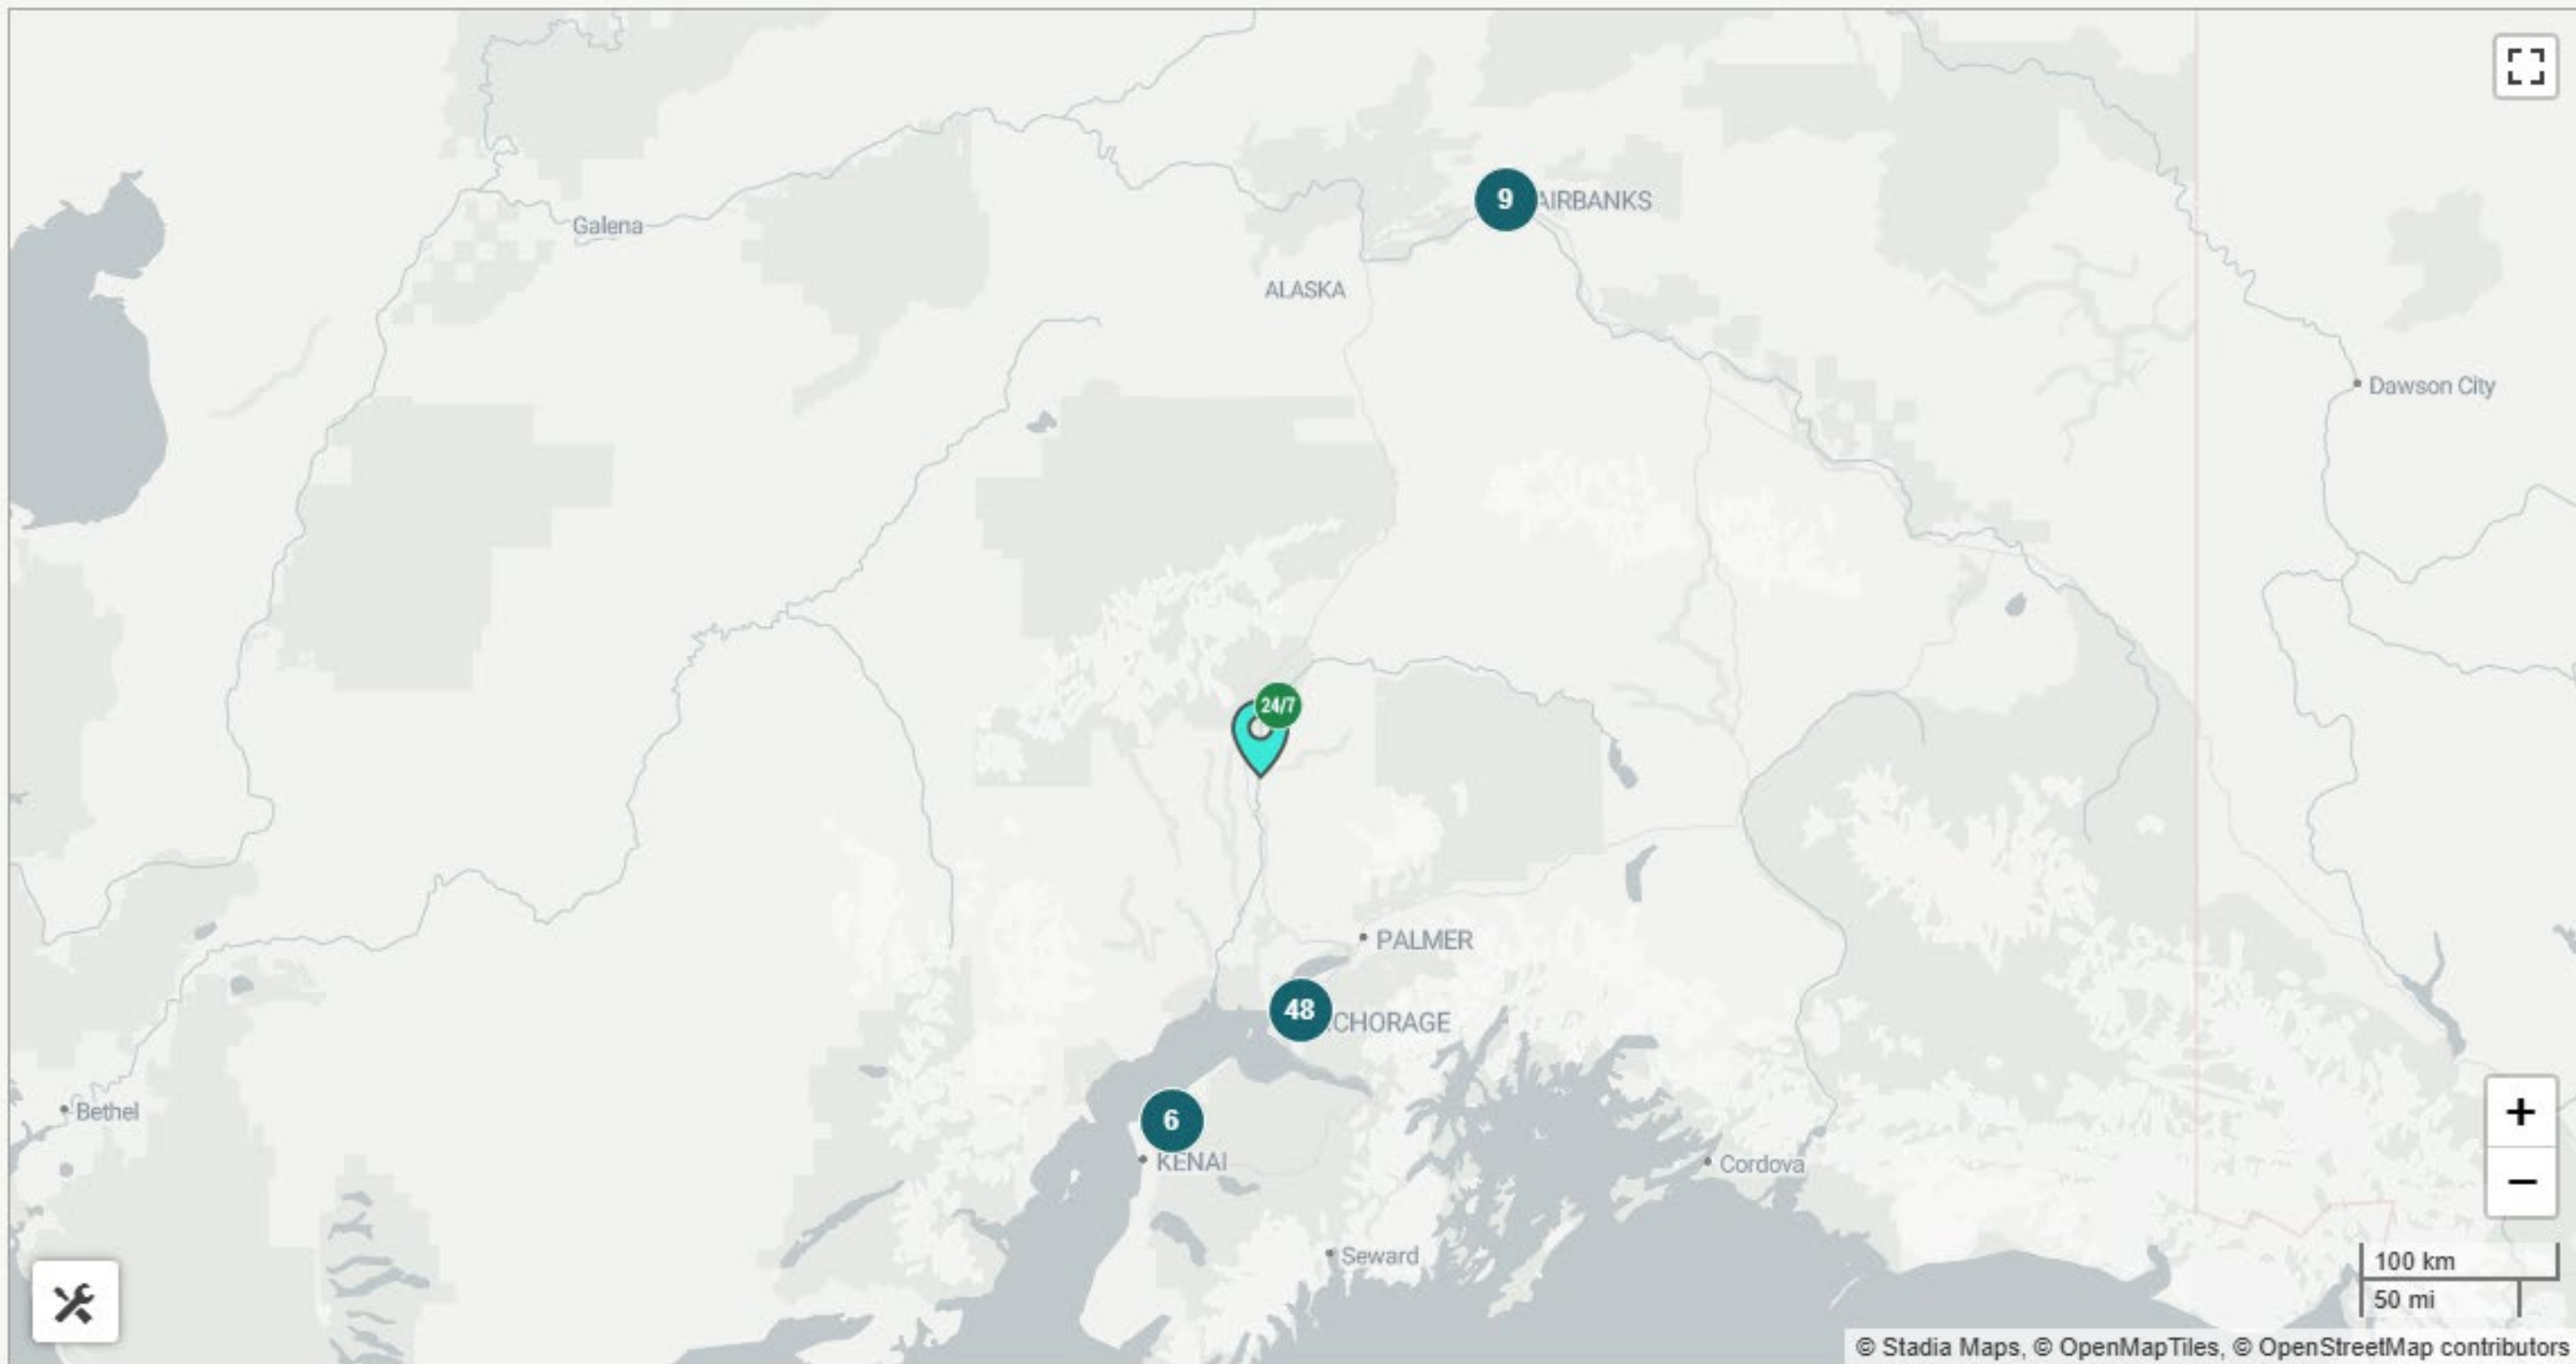 9
AIRBANKS
Galena
ALASKA
Dawson City
24/7
PALMER
48
CHORAGE
Bethel
6
KENAI
Cordova
Seward
+
−
100 km
50 mi
© Stadia Maps, © OpenMapTiles, © OpenStreetMap contributors